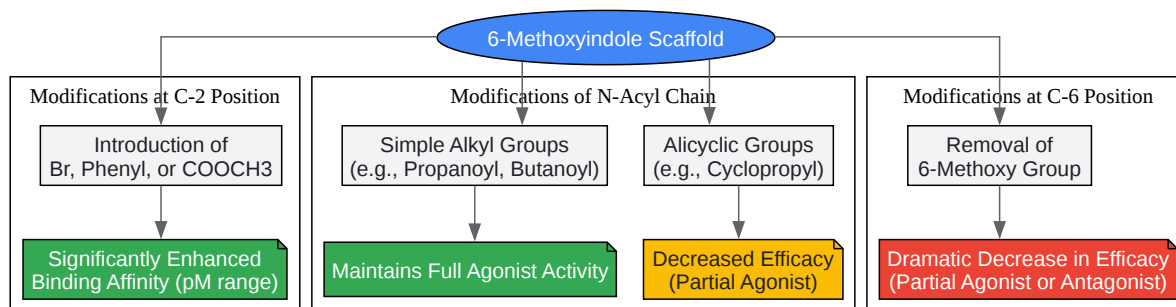 6-Methoxyindole Scaffold
Modifications at C-2 Position
Modifications of N-Acyl Chain
Modifications at C-6 Position
Introduction of
Br, Phenyl, or COOCH3
Simple Alkyl Groups
(e.g., Propanoyl, Butanoyl)
Alicyclic Groups
(e.g., Cyclopropyl)
Removal of
6-Methoxy Group
Significantly Enhanced
Binding Affinity (pM range)
Maintains Full Agonist Activity
Decreased Efficacy
(Partial Agonist)
Dramatic Decrease in Efficacy
(Partial Agonist or Antagonist)